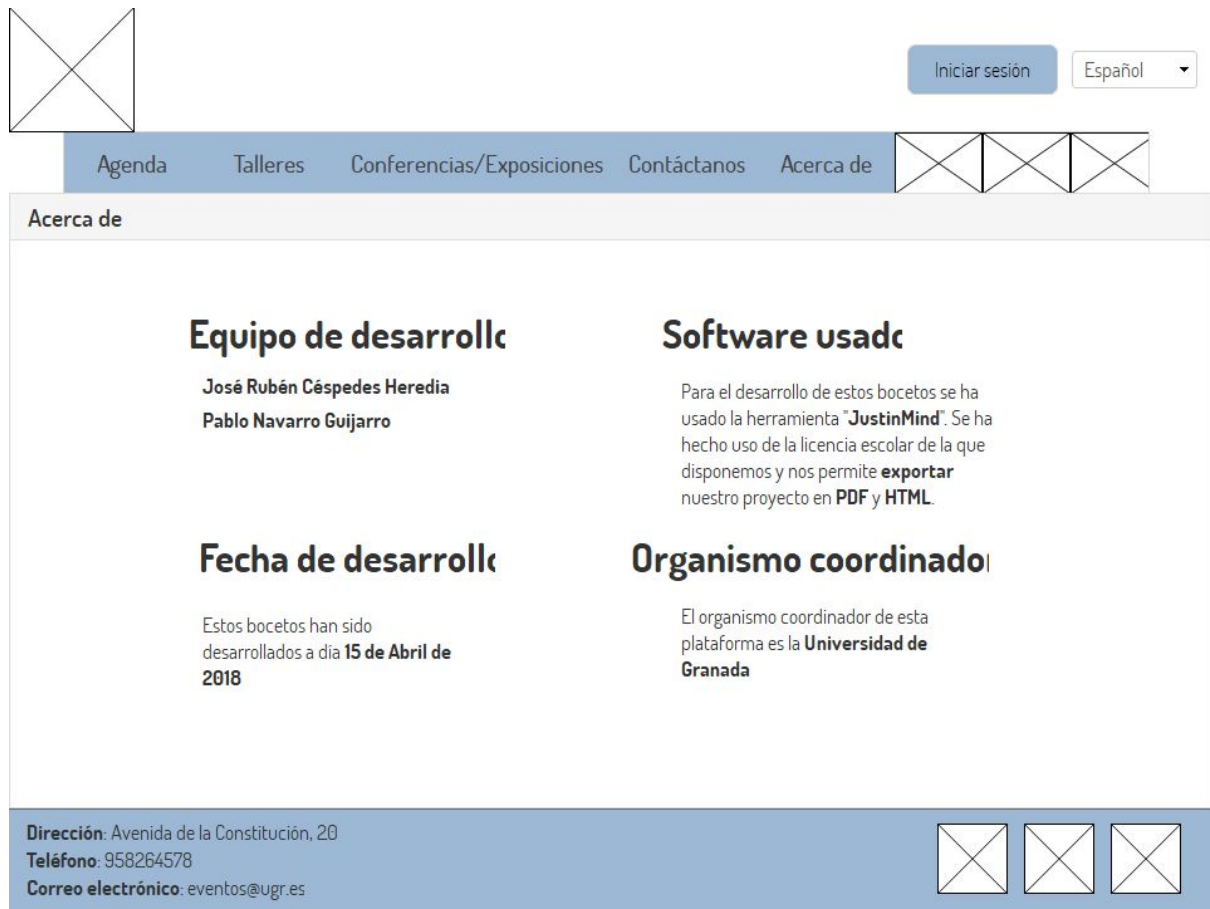 Iniciar sesión
Español
Agenda
Talleres
Conferencias/Exposiciones
Contáctanos
Acerca de
Acerca de
Equipo de desarrollo
José Rubén Céspedes Heredia
Pablo Navarro Guijarro
Software usado
Para el desarrollo de estos bocetos se ha
usado la herramienta "JustinMind". Se ha
hecho uso de la licencia escolar de la que
disponemos y nos permite exportar
nuestro proyecto en PDF y HTML.
Fecha de desarrollo
Estos bocetos han sido
desarrollados a día 15 de Abril de
2018
Organismo coordinador
El organismo coordinador de esta
plataforma es la Universidad de
Granada
Dirección: Avenida de la Constitución, 20
Teléfono: 958264578
Correo electrónico: eventos@ugr.es